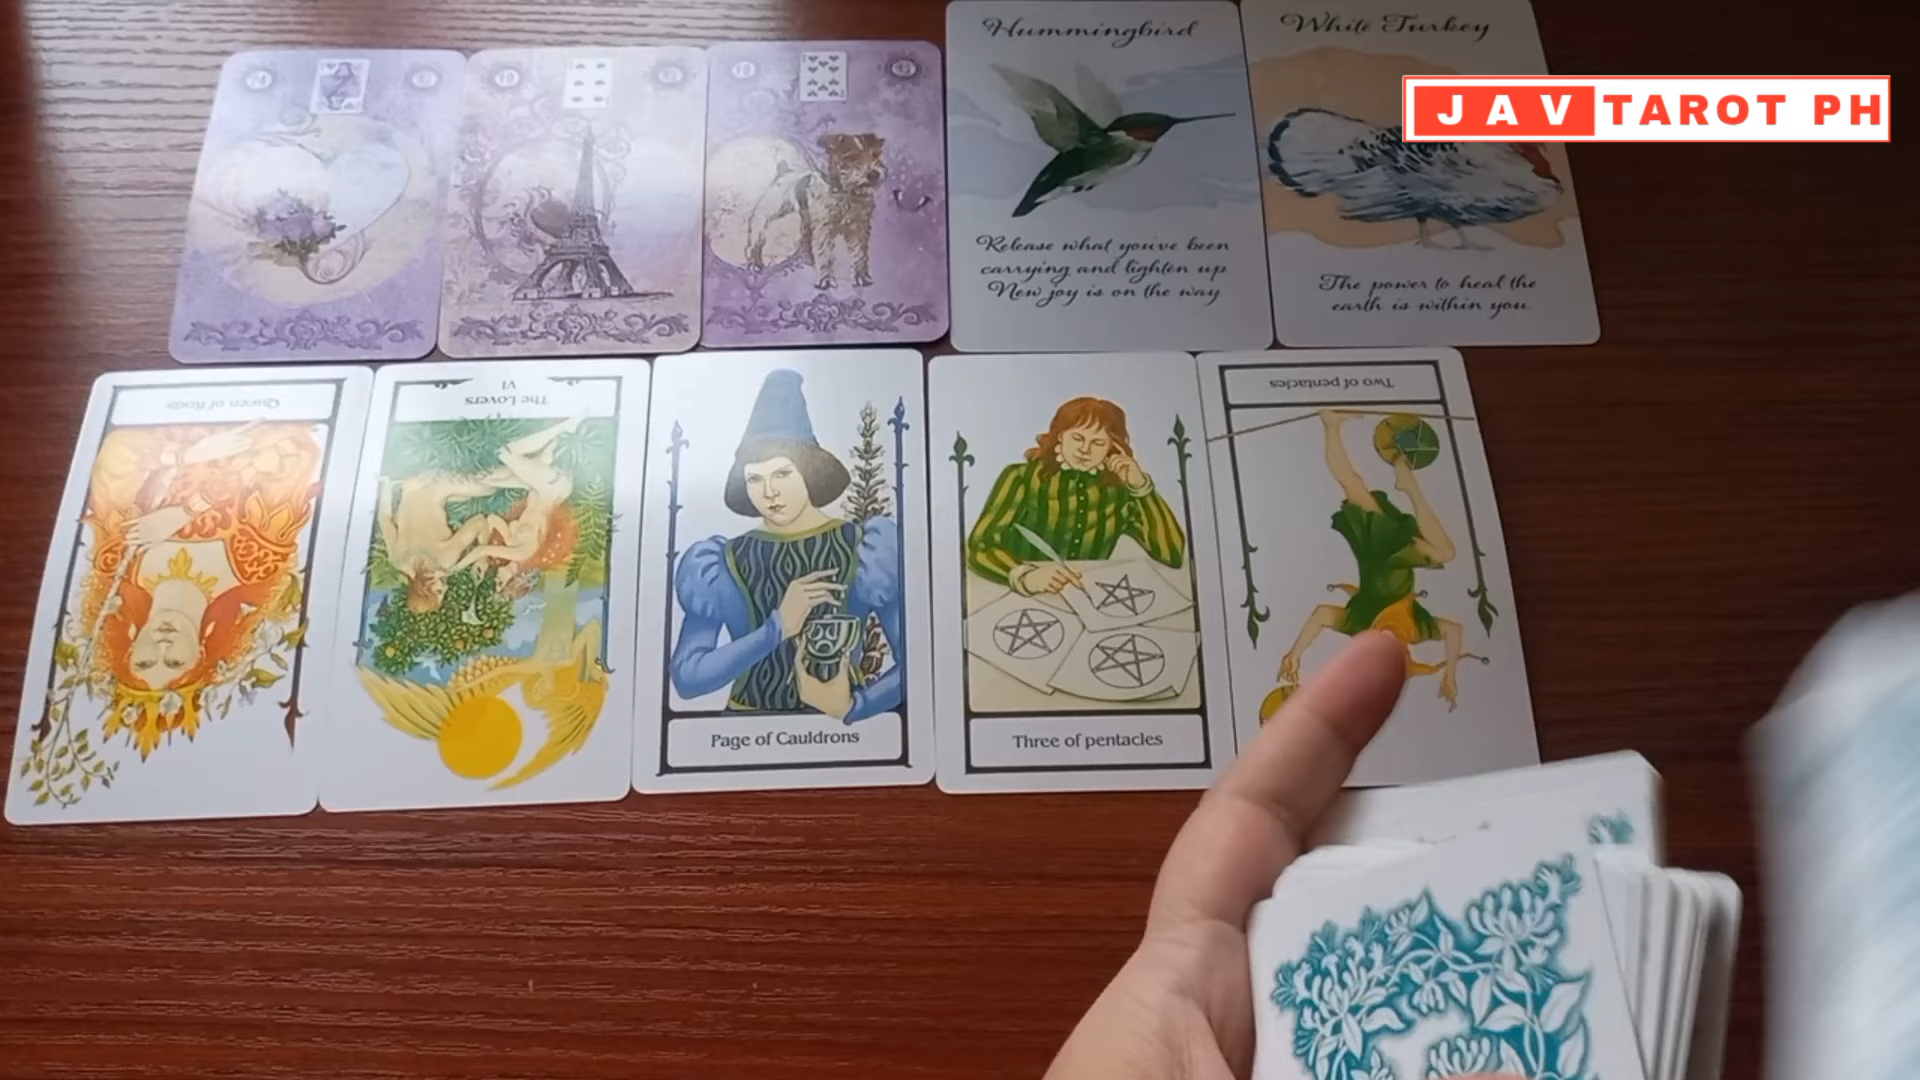 Hummingbird
White Turkey
JAV TAROT PH
Release what you've been
carrying and lighten up
New joy is on the way
The power to heal the
earth is within you
Queen of Rods
The Lovers
VI
Two of pentacles
Page of Cauldrons
Three of pentacles